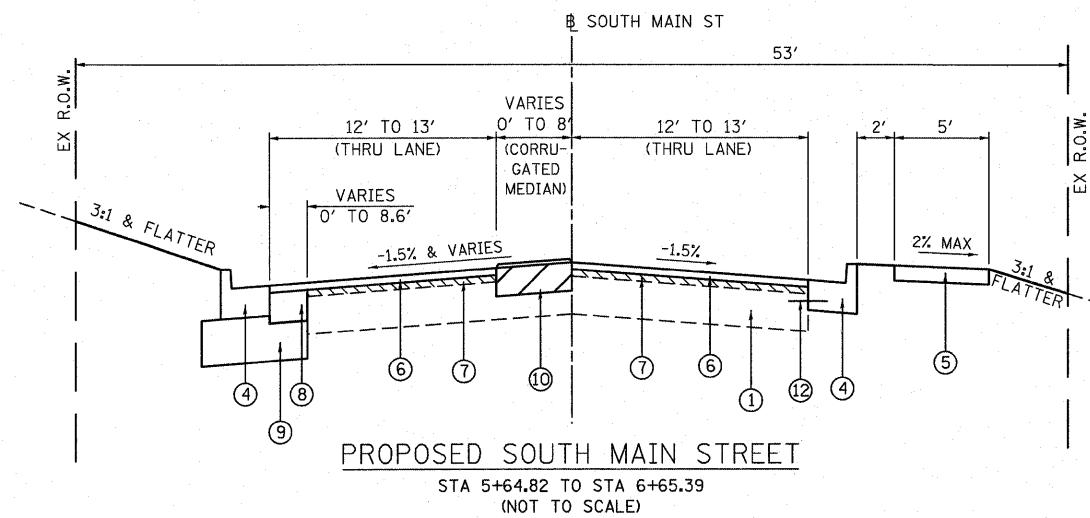 ℄ SOUTH MAIN ST
53'
EX R.O.W.
EX R.O.W.
VARIES
0' TO 8'
(CORRU-
GATED
MEDIAN)
12' TO 13'
(THRU LANE)
12' TO 13'
(THRU LANE)
2'
5'
VARIES
0' TO 8.6'
3:1 & FLATTER
-1.5% & VARIES
-1.5%
2% MAX
3:1 &
FLATTER
4
9
8
6
7
10
7
6
1
12
4
5
PROPOSED SOUTH MAIN STREET
STA 5+64.82 TO STA 6+65.39
(NOT TO SCALE)